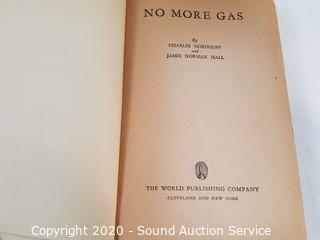 NO MORE GAS
By
CHARLES NORDHOFF
and
JAMES NORMAN HALL
THE WORLD PUBLISHING COMPANY
CLEVELAND AND NEW YORK
Copyright 2020 - Sound Auction Service